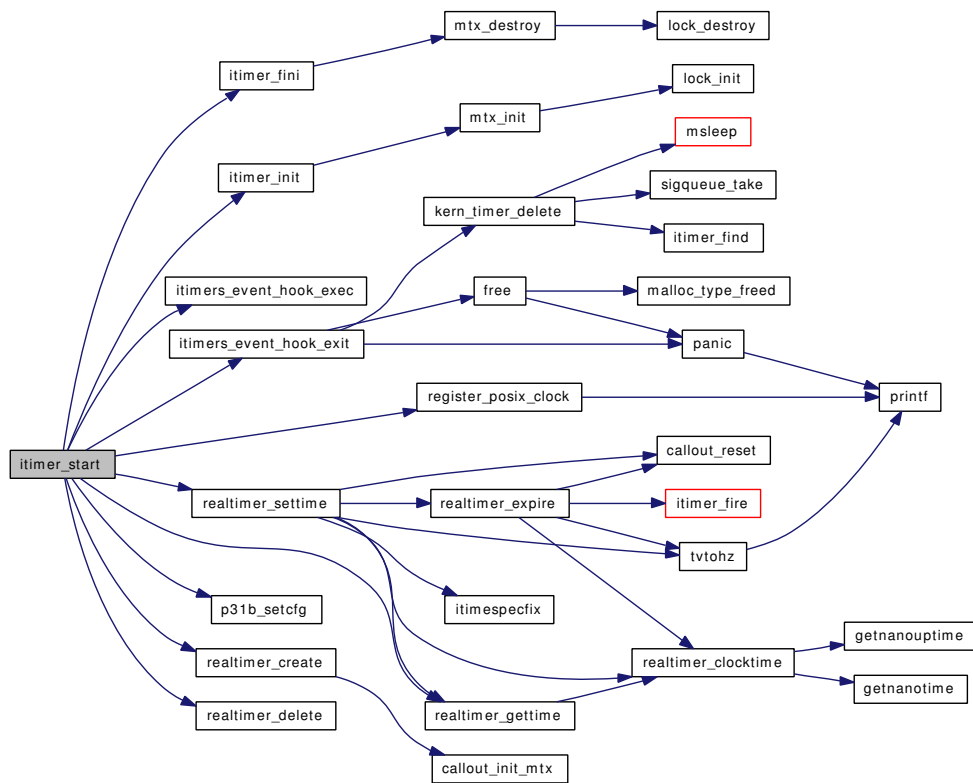 mtx_destroy
lock_destroy
itimer_fini
lock_init
mtx_init
msleep
itimer_init
sigqueue_take
kern_timer_delete
itimer_find
itimers_event_hook_exec
free
malloc_type_freed
itimers_event_hook_exit
panic
register_posix_clock
printf
itimer_start
callout_reset
realtimer_settime
realtimer_expire
itimer_fire
tvtohz
p31b_setcfg
itimespecfix
getnanouptime
realtimer_create
realtimer_clocktime
getnanotime
realtimer_delete
realtimer_gettime
callout_init_mtx